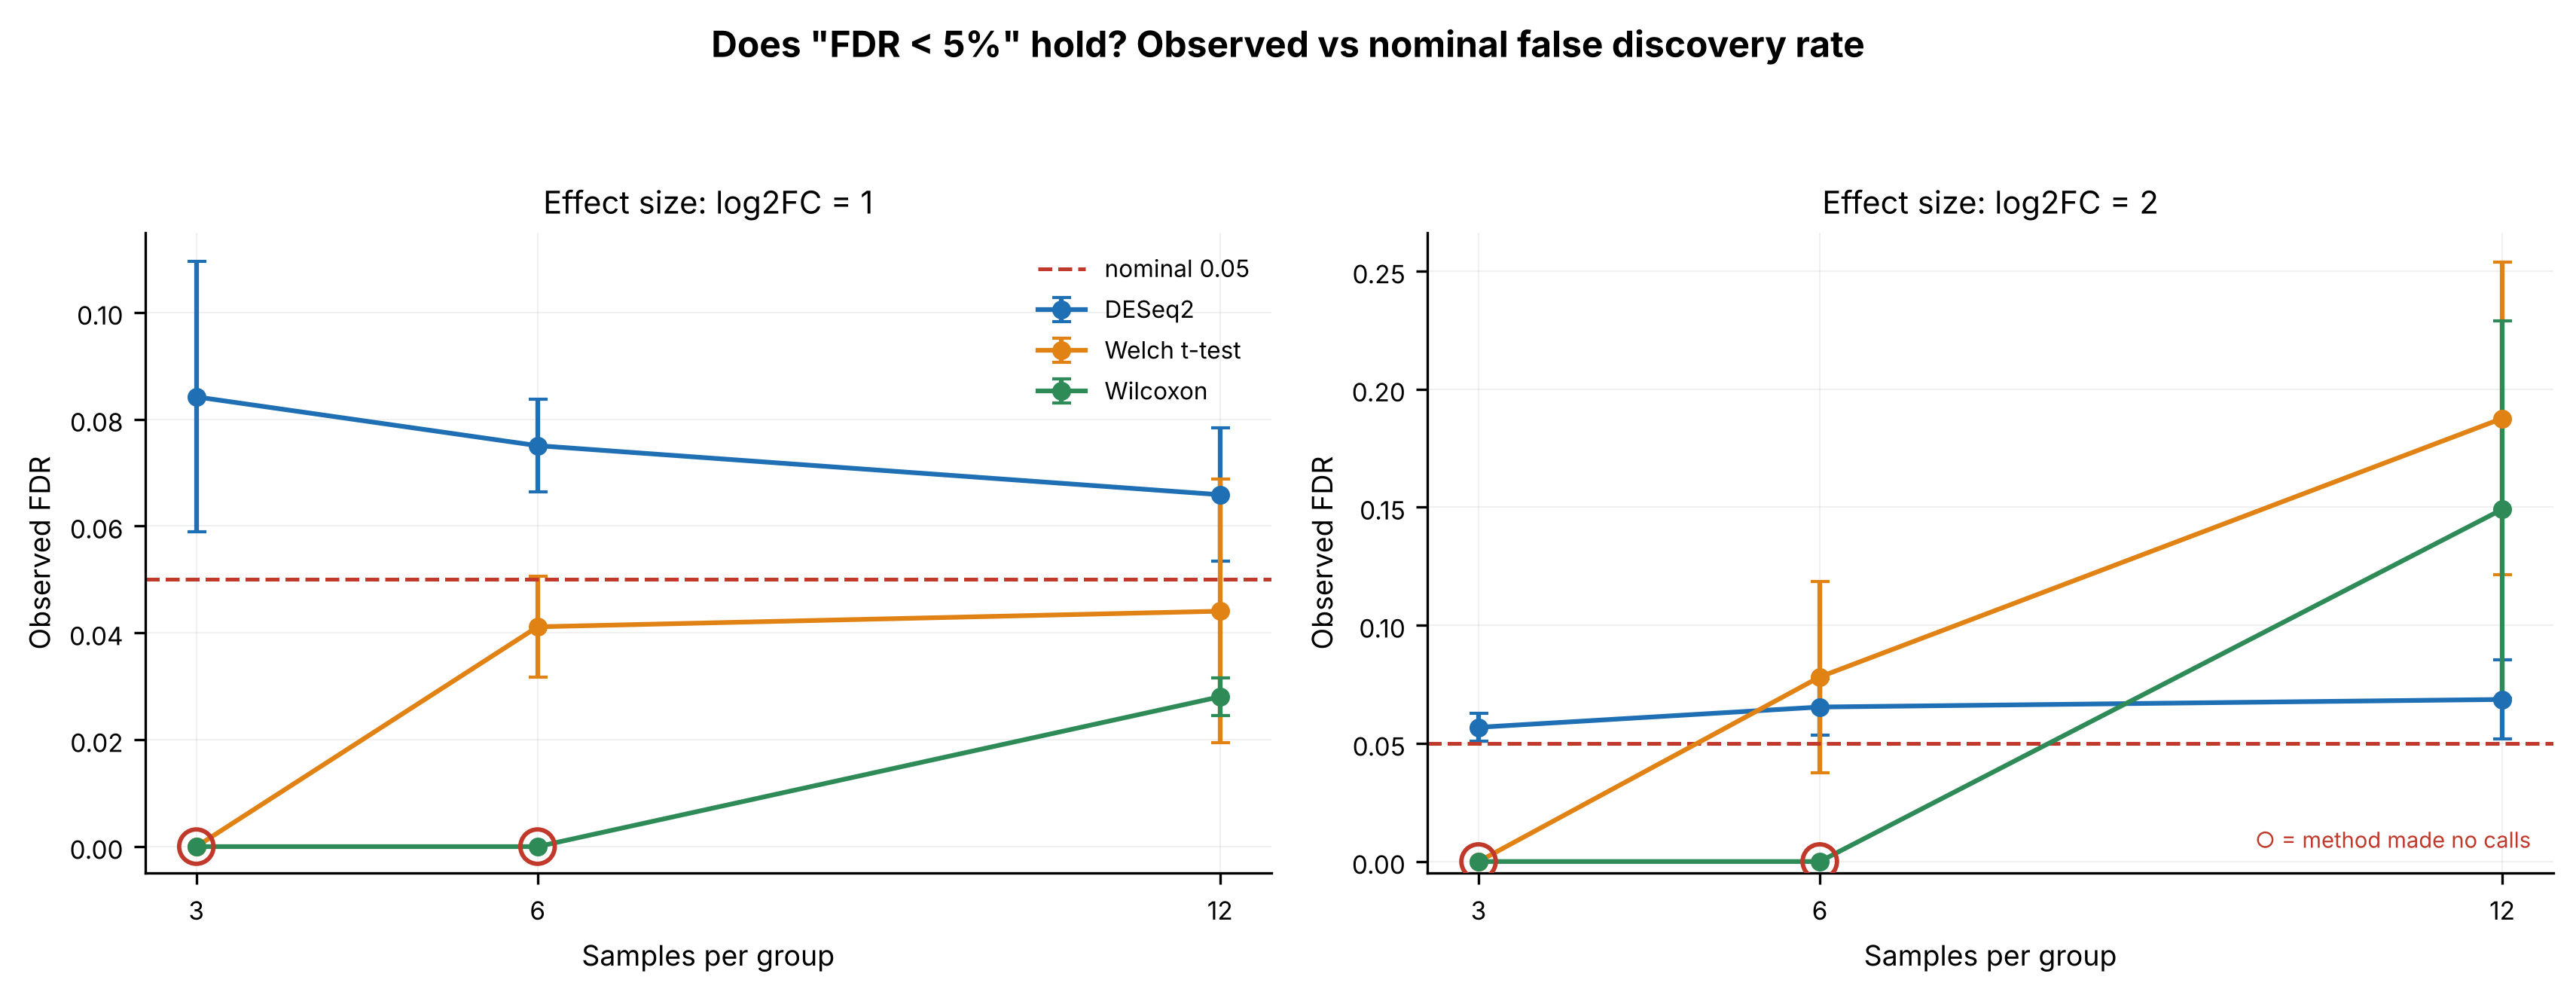 Does "FDR < 5%" hold? Observed vs nominal false discovery rate
Effect size: log2FC = 1
Observed FDR
0.10
0.08
0.06
0.04
0.02
0.00
nominal 0.05
DESeq2
Welch t-test
Wilcoxon
3
6
12
Samples per group
Effect size: log2FC = 2
Observed FDR
0.25
0.20
0.15
0.10
0.05
0.00
O = method made no calls
3
6
12
Samples per group